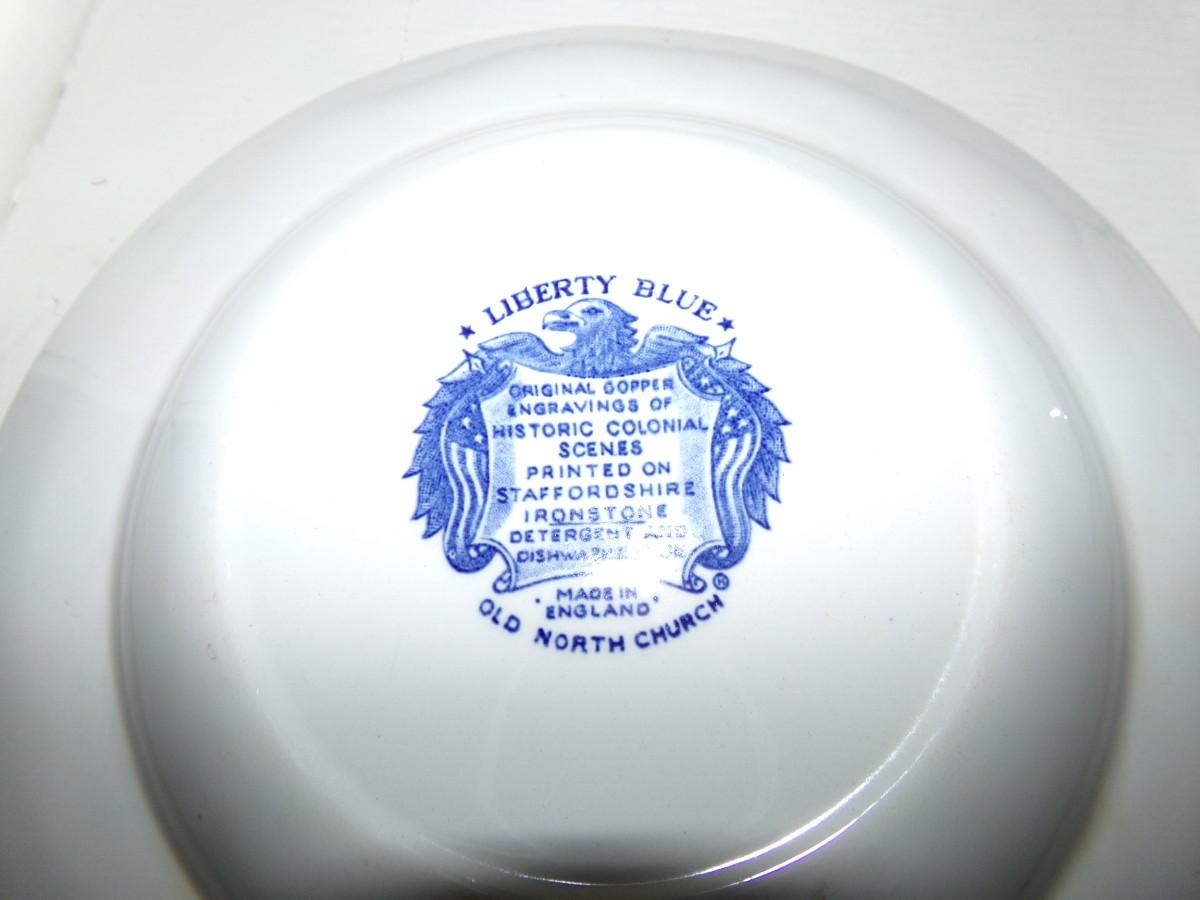 ★ LIBERTY BLUE ★
ORIGINAL COPPER
ENGRAVINGS OF
HISTORIC COLONIAL
SCENES
PRINTED ON
STAFFORDSHIRE
IRONSTONE
DETERGENT AND
MADE IN
ENGLAND
OLD NORTH CHURCH ®